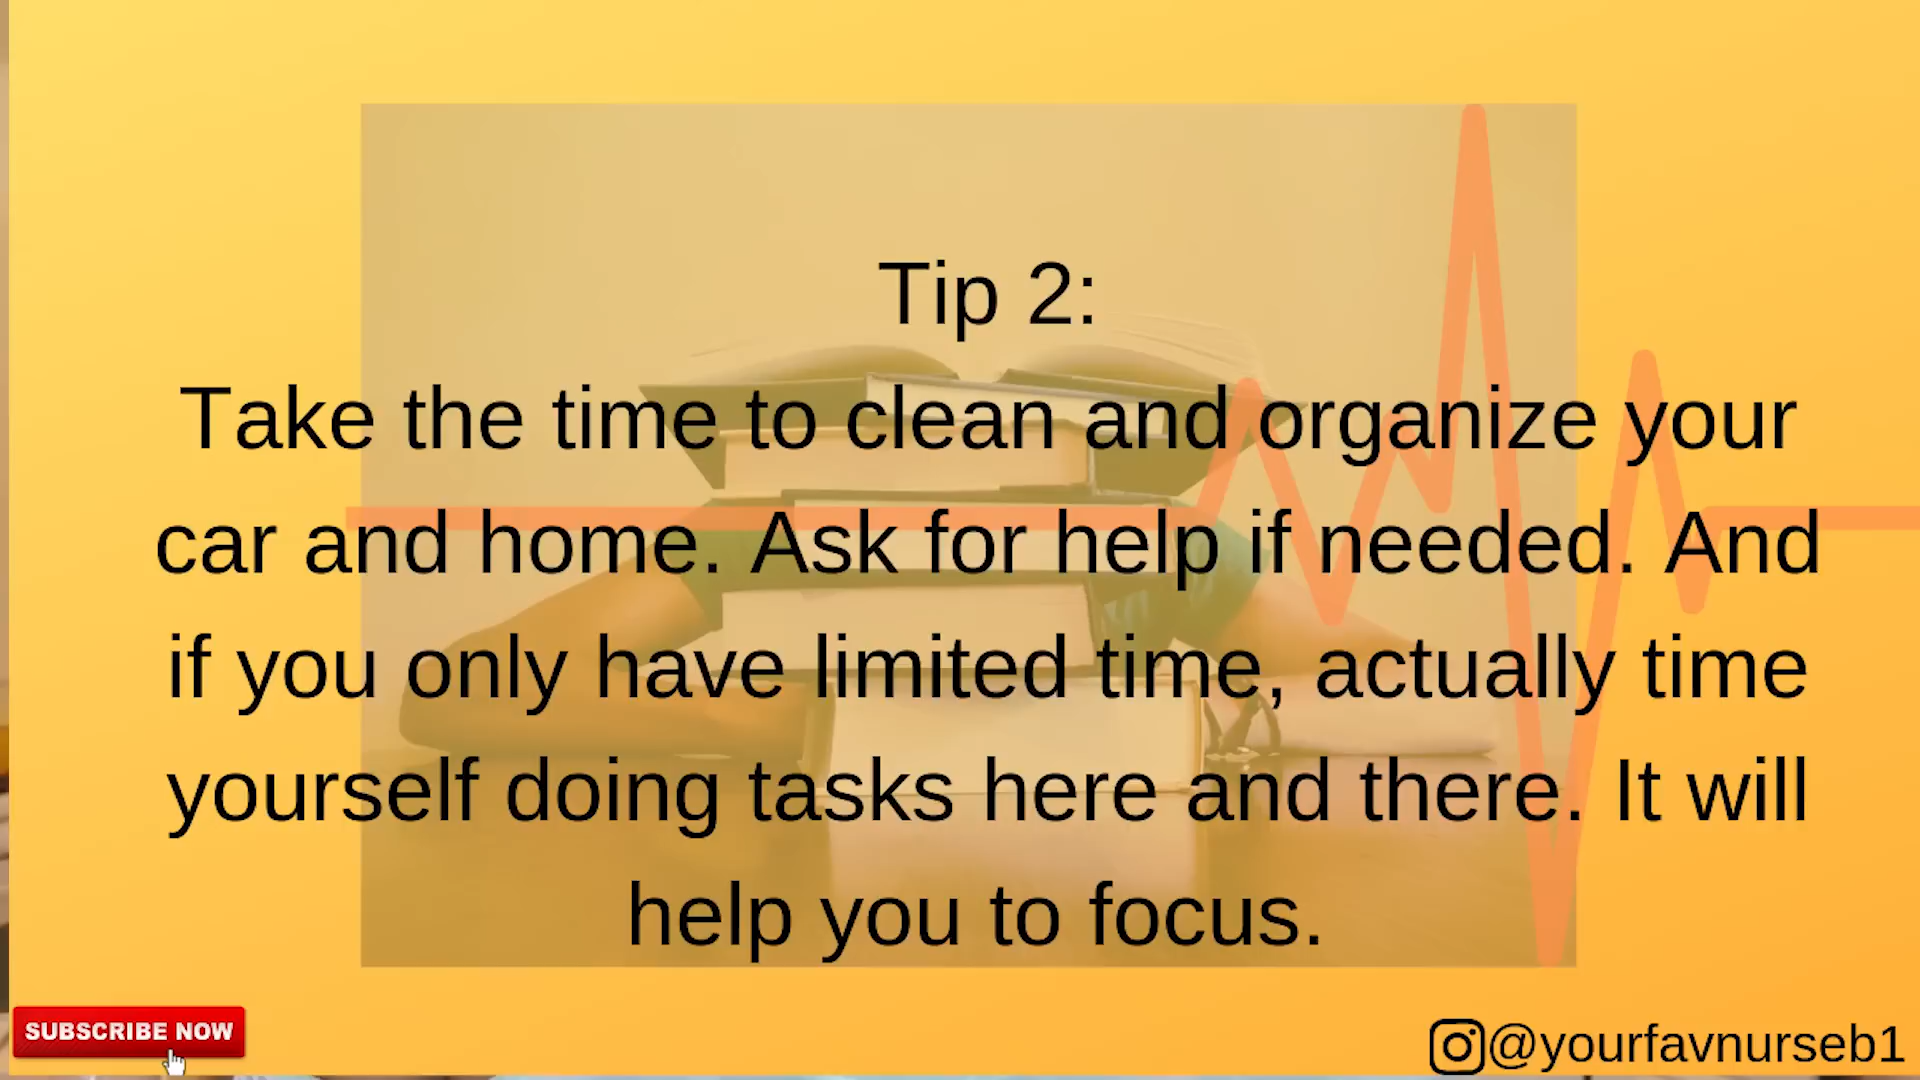 Tip 2:
Take the time to clean and organize your
car and home. Ask for help if needed. And
if you only have limited time, actually time
yourself doing tasks here and there. It will
help you to focus.
SUBSCRIBE NOW
@yourfavnurseb1